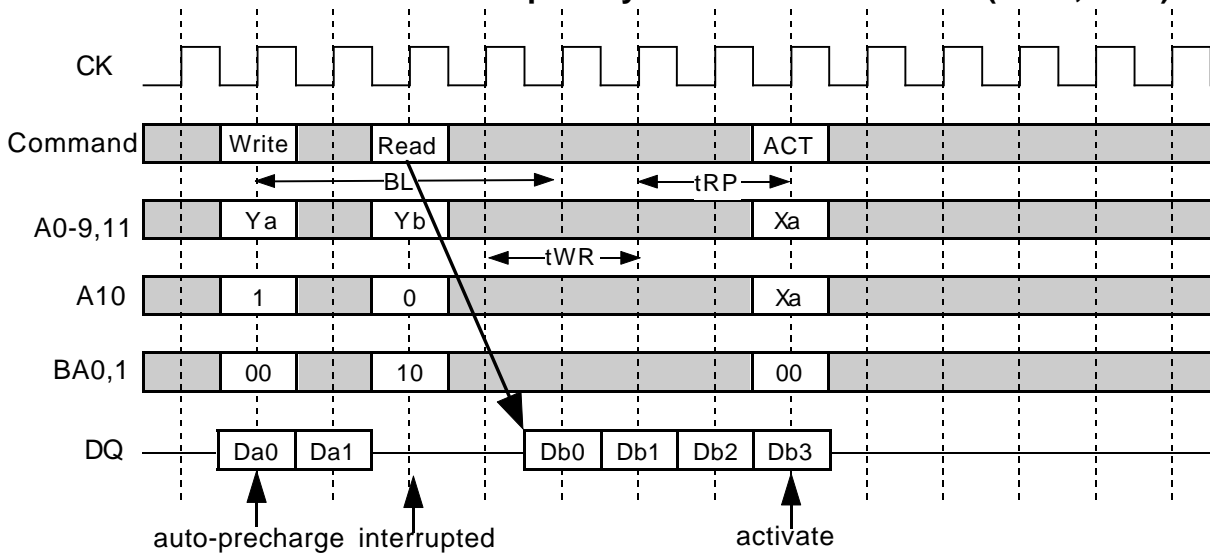 CK
Command Write Read ACT
BL tRP
A0-9,11 Ya Yb Xa
tWR
A10 1 0 Xa
BA0,1 00 10 00
DQ Da0 Da1 Db0 Db1 Db2 Db3
auto-precharge interrupted activate